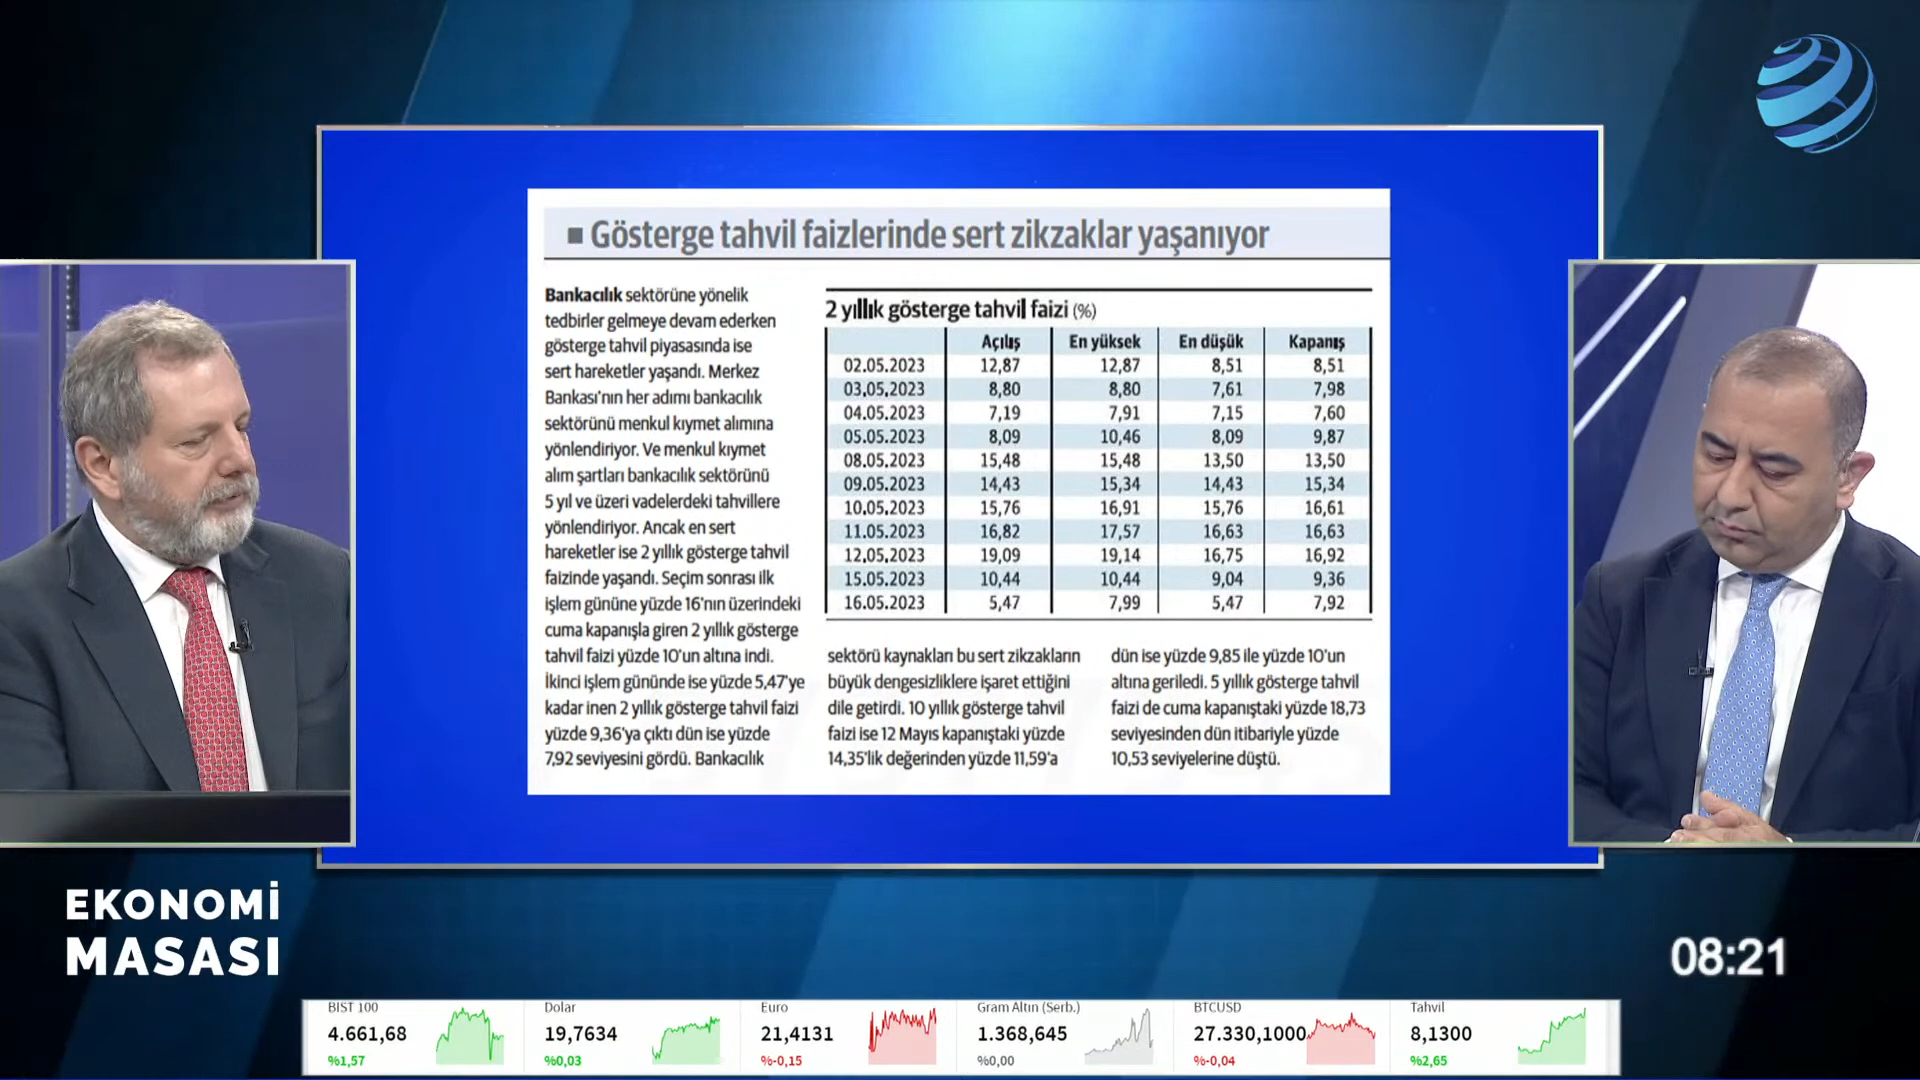 ■ Gösterge tahvil faizlerinde sert zikzaklar yaşanıyor
Bankacılık sektörüne yönelik
tedbirler gelmeye devam ederken
gösterge tahvil piyasasında ise
sert hareketler yaşandı. Merkez
Bankası'nın her adımı bankacılık
sektörünü menkul kıymet alımına
yönlendiriyor. Ve menkul kıymet
alım şartları bankacılık sektörünü
5 yıl ve üzeri vadelerdeki tahvillere
yönlendiriyor. Ancak en sert
hareketler ise 2 yıllık gösterge tahvil
faizinde yaşandı. Seçim sonrası ilk
işlem gününe yüzde 16'nın üzerindeki
cuma kapanışla giren 2 yıllık gösterge
tahvil faizi yüzde 10'un altına indi.
İkinci işlem gününde ise yüzde 5,47'ye
kadar inen 2 yıllık gösterge tahvil faizi
yüzde 9,36'ya çıktı dün ise yüzde
7,92 seviyesini gördü. Bankacılık
2 yıllık gösterge tahvil faizi (%)
Açılış En yüksek En düşük Kapanış
02.05.2023 12,87 12,87 8,51 8,51
03.05.2023 8,80 8,80 7,61 7,98
04.05.2023 7,19 7,91 7,15 7,60
05.05.2023 8,09 10,46 8,09 9,87
08.05.2023 15,48 15,48 13,50 13,50
09.05.2023 14,43 15,34 14,43 15,34
10.05.2023 15,76 16,91 15,76 16,61
11.05.2023 16,82 17,57 16,63 16,63
12.05.2023 19,09 19,14 16,75 16,92
15.05.2023 10,44 10,44 9,04 9,36
16.05.2023 5,47 7,99 5,47 7,92
sektörü kaynakları bu sert zikzakların
büyük dengesizliklere işaret ettiğini
dile getirdi. 10 yıllık gösterge tahvil
faizi ise 12 Mayıs kapanıştaki yüzde
14,35'lik değerinden yüzde 11,59'a
dün ise yüzde 9,85 ile yüzde 10'un
altına geriledi. 5 yıllık gösterge tahvil
faizi de cuma kapanıştaki yüzde 18,73
seviyesinden dün itibariyle yüzde
10,53 seviyelerine düştü.
EKONOMİ
MASASI
08:21
BIST 100
4.661,68
%1,57
Dolar
19,7634
%0,03
Euro
21,4131
%-0,15
Gram Altın (Serb.)
1.368,645
%0,00
BTCUSD
27.330,1000
%-0,04
Tahvil
8,1300
%2,65